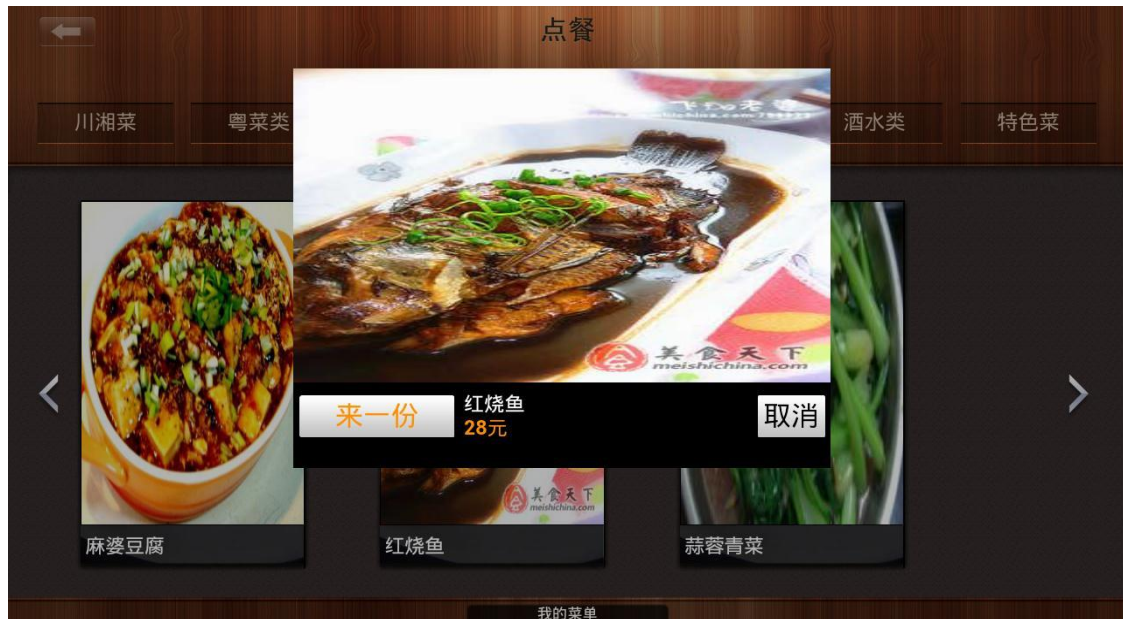 点餐
川湘菜
粤菜类
酒水类
特色菜
美食天下
meishichina.com
来一份
红烧鱼
28元
取消
美食天下
meishichina.com
麻婆豆腐
红烧鱼
蒜蓉青菜
我的菜单